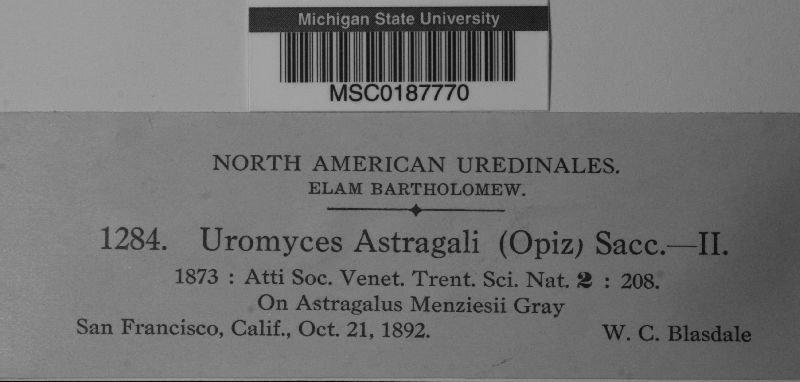 Michigan State University
MSC0187770
NORTH AMERICAN UREDINALES.
ELAM BARTHOLOMEW.
1284. Uromyces Astragali (Opiz) Sacc.—II.
1873 : Atti Soc. Venet. Trent. Sci. Nat. 2 : 208.
On Astragalus Menziesii Gray
San Francisco, Calif., Oct. 21, 1892. W. C. Blasdale